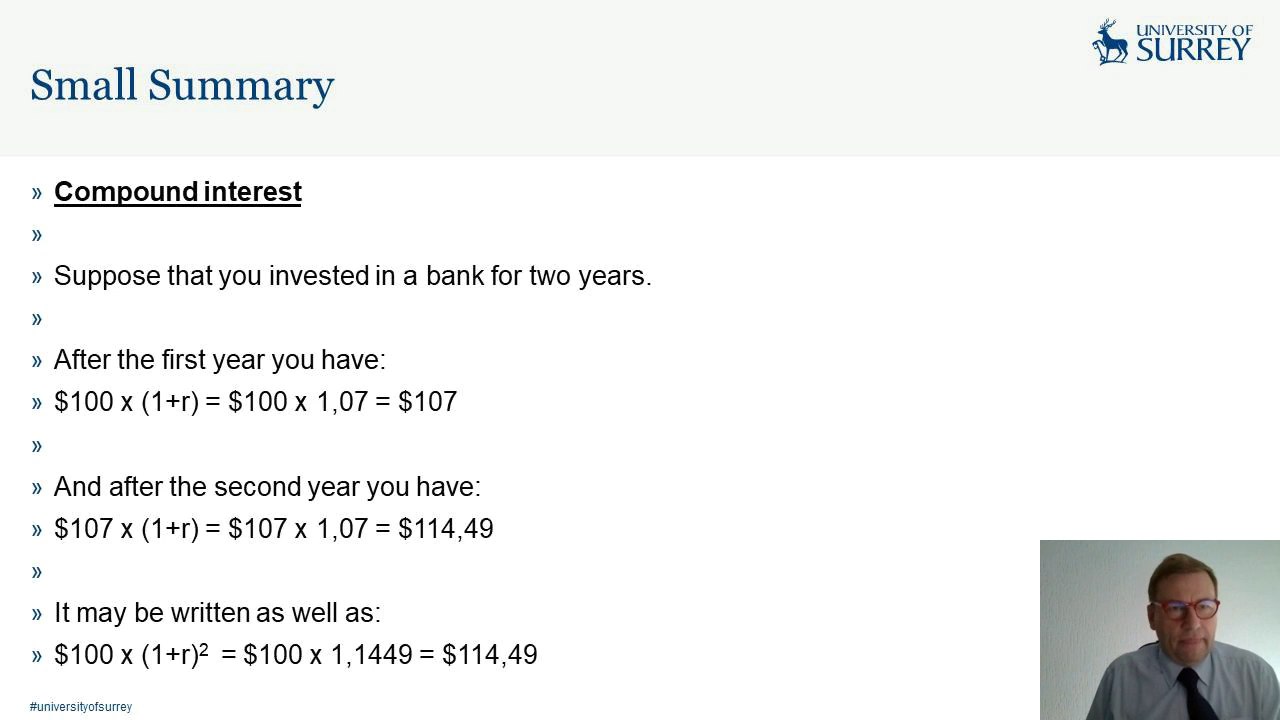 UNIVERSITY OF
SURREY
Small Summary
» Compound interest
»
» Suppose that you invested in a bank for two years.
»
» After the first year you have:
» $100 x (1+r) = $100 x 1,07 = $107
»
» And after the second year you have:
» $107 x (1+r) = $107 x 1,07 = $114,49
»
» It may be written as well as:
» $100 x (1+r)² = $100 x 1,1449 = $114,49
#universityofsurrey